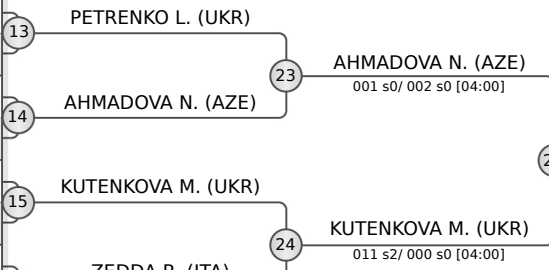 PETRENKO L. (UKR)
13
23
AHMADOVA N. (AZE)
001 s0/ 002 s0 [04:00]
AHMADOVA N. (AZE)
14
KUTENKOVA M. (UKR)
15
24
KUTENKOVA M. (UKR)
011 s2/ 000 s0 [04:00]